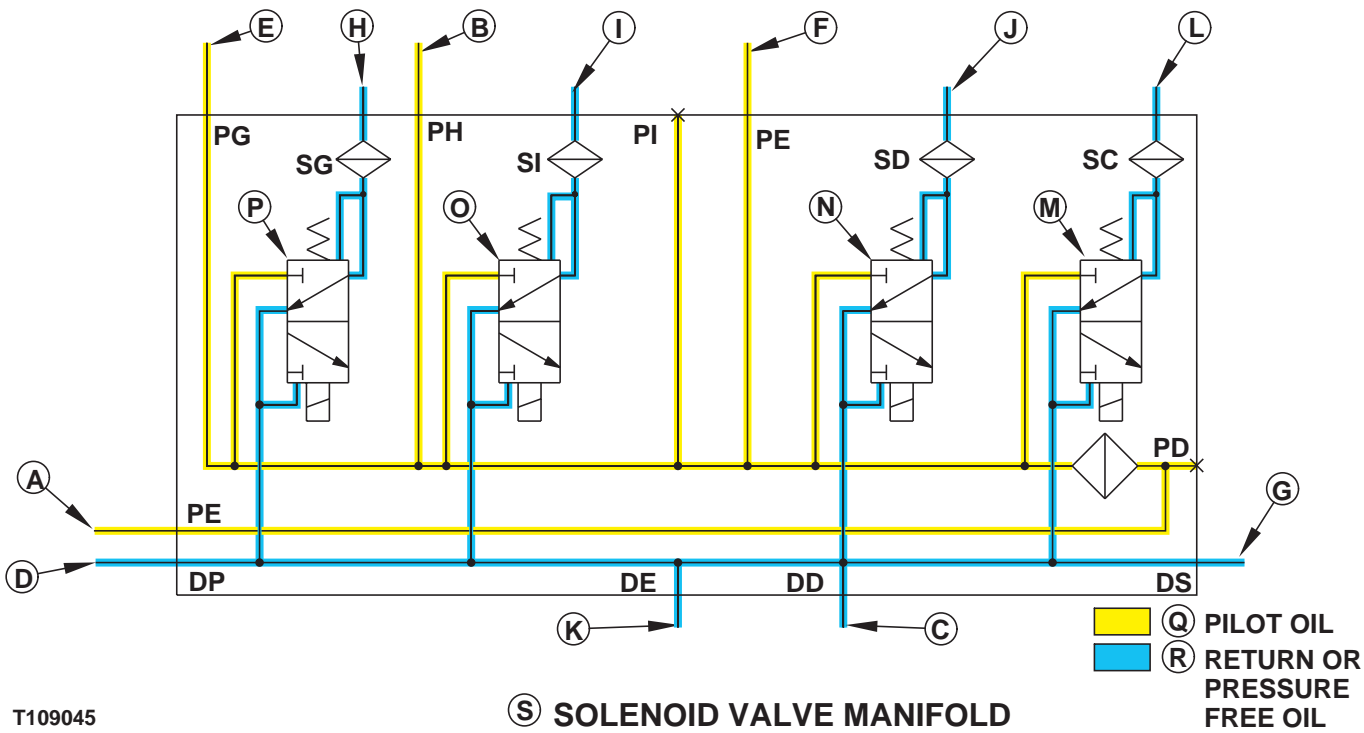 E
H
B
I
F
J
L
PG
PH
PI
PE
SG
SI
SD
SC
P
O
N
M
PD
A
G
PE
D
DP
DE
DD
DS
K
C
Q PILOT OIL
R RETURN OR
PRESSURE
FREE OIL
T109045
S SOLENOID VALVE MANIFOLD